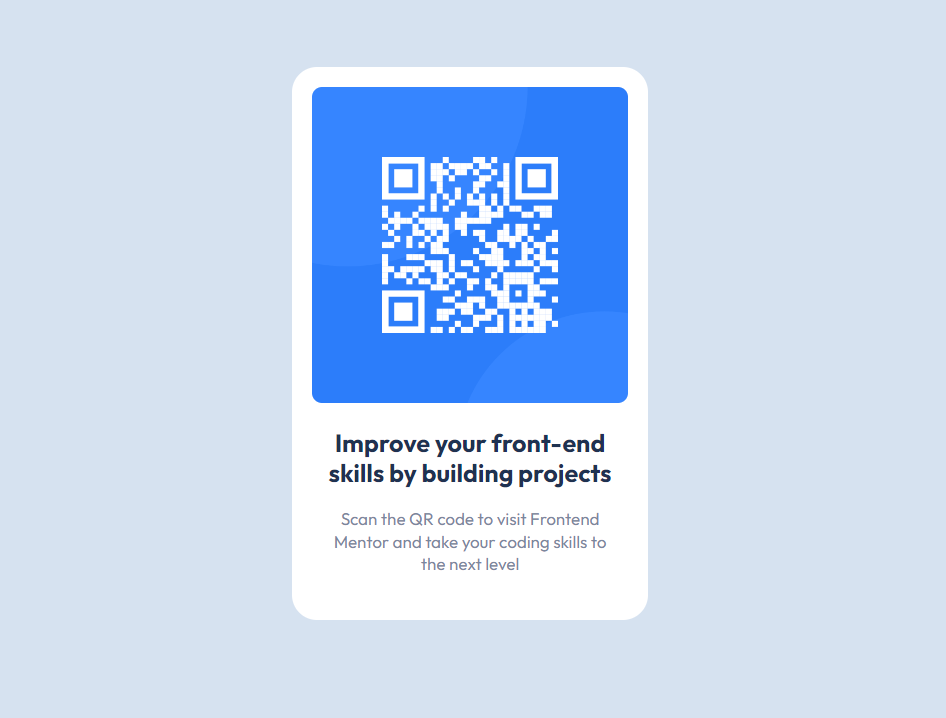 Improve your front-end
skills by building projects
Scan the QR code to visit Frontend
Mentor and take your coding skills to
the next level